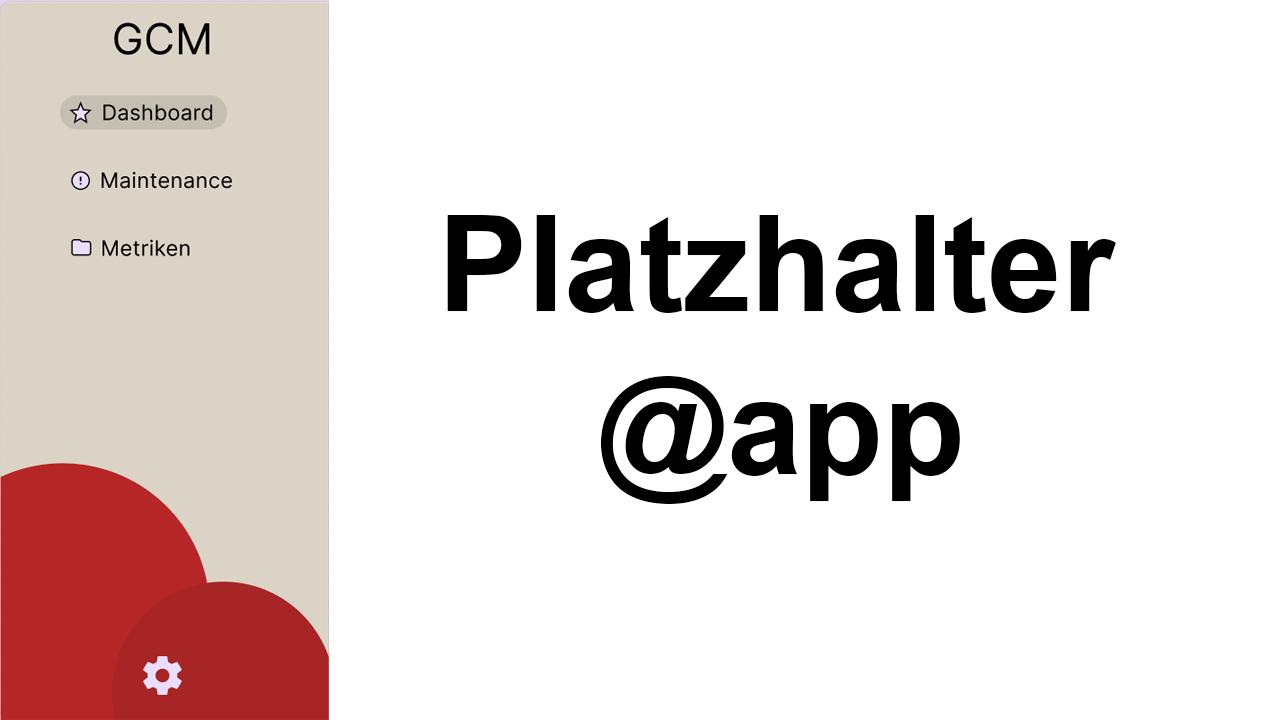 GCM
Dashboard
Maintenance
Metriken
Platzhalter
@app